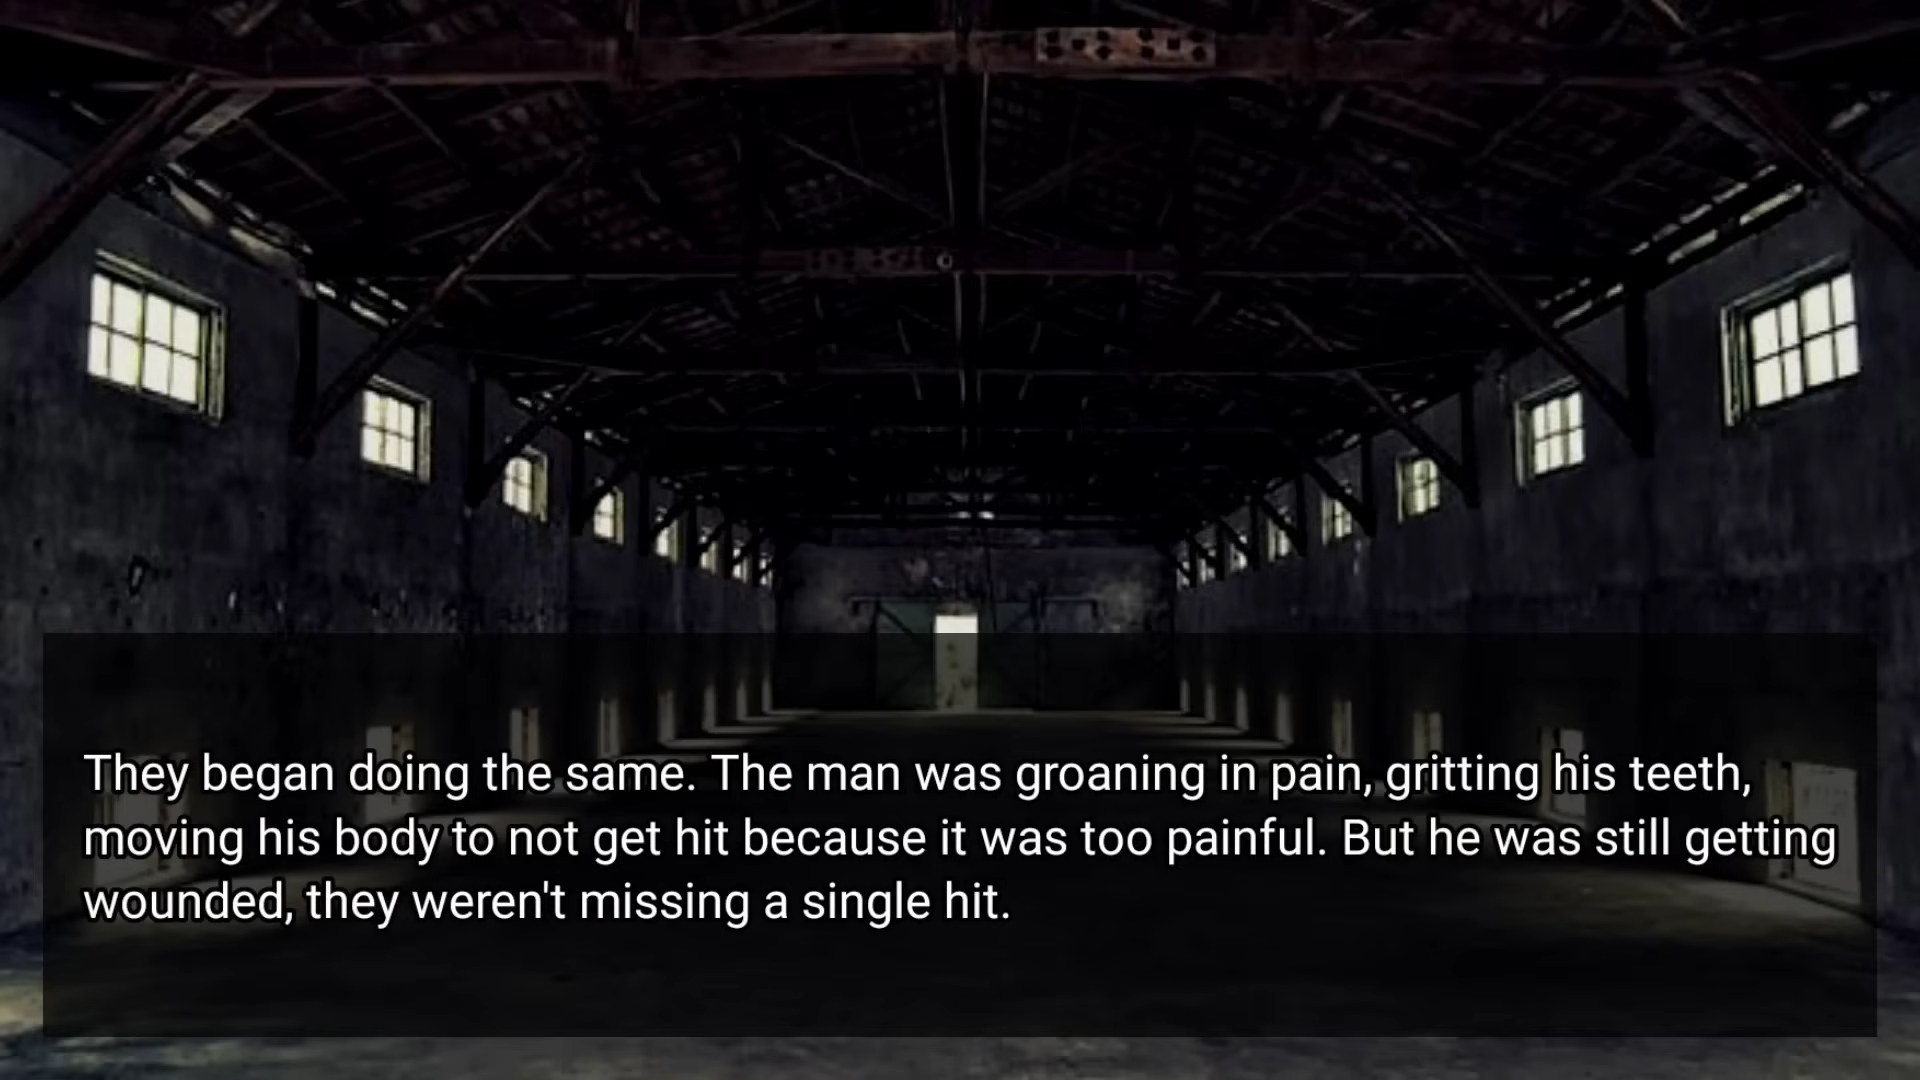 They began doing the same. The man was groaning in pain, gritting his teeth,
moving his body to not get hit because it was too painful. But he was still getting
wounded, they weren't missing a single hit.